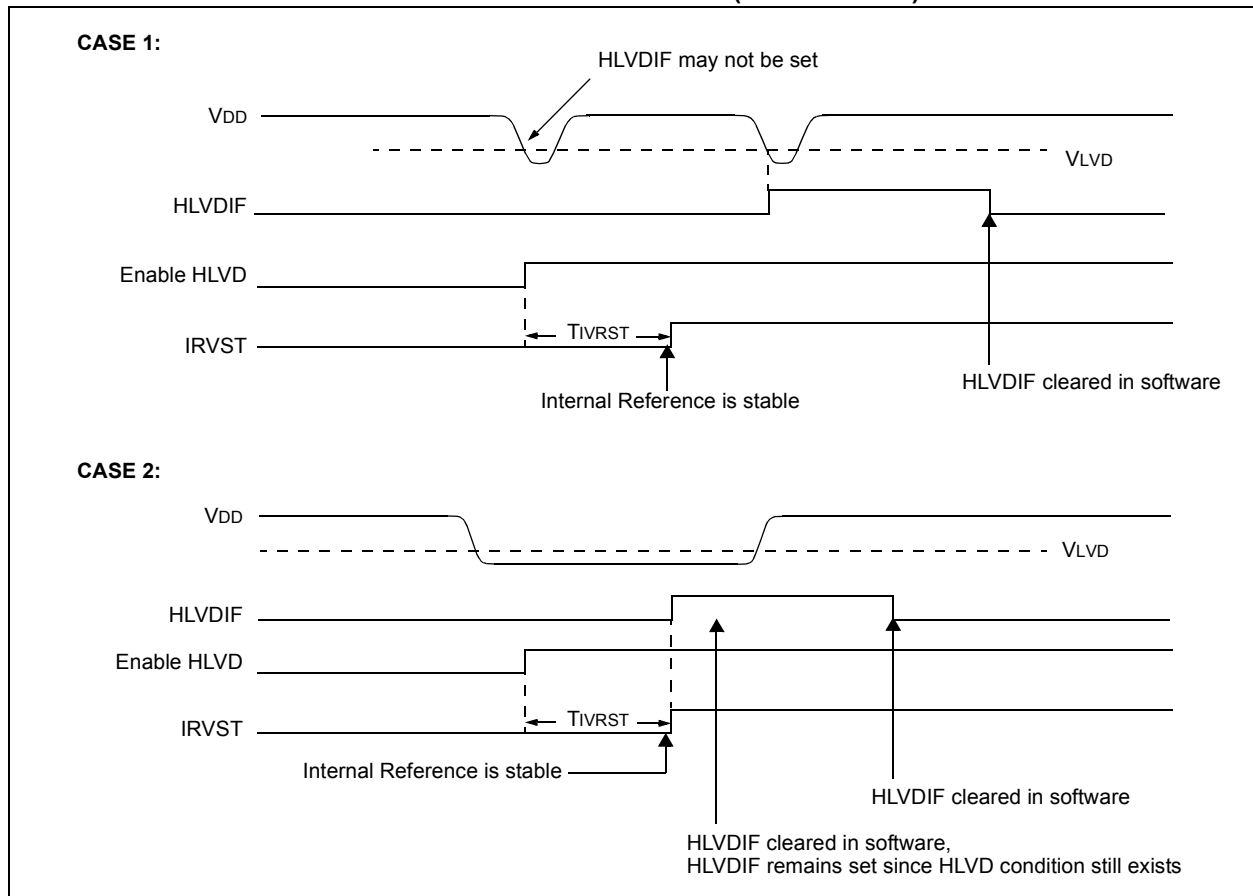 CASE 1:
HLVDIF may not be set
VDD
VLVD
HLVDIF
Enable HLVD
TIVRST
IRVST
Internal Reference is stable
HLVDIF cleared in software
CASE 2:
VDD
VLVD
HLVDIF
Enable HLVD
TIVRST
IRVST
Internal Reference is stable
HLVDIF cleared in software
HLVDIF cleared in software,
HLVDIF remains set since HLVD condition still exists